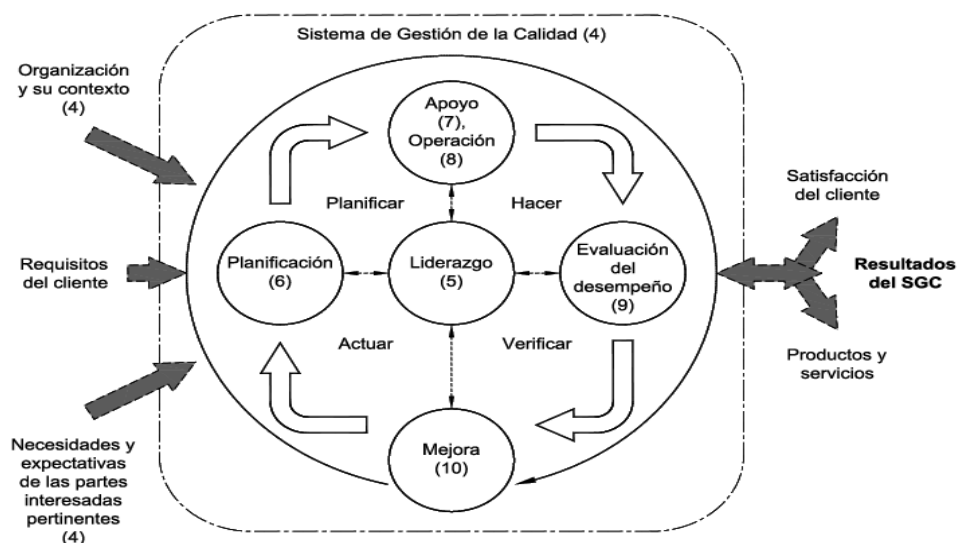 Sistema de Gestión de la Calidad (4)
Organización
y su contexto
(4)
Requisitos
del cliente
Necesidades y
expectativas
de las partes
interesadas
pertinentes
(4)
Apoyo
(7),
Operación
(8)
Planificar
Hacer
Planificación
(6)
Liderazgo
(5)
Evaluación
del
desempeño
(9)
Actuar
Verificar
Mejora
(10)
Satisfacción
del cliente
Resultados
del SGC
Productos y
servicios